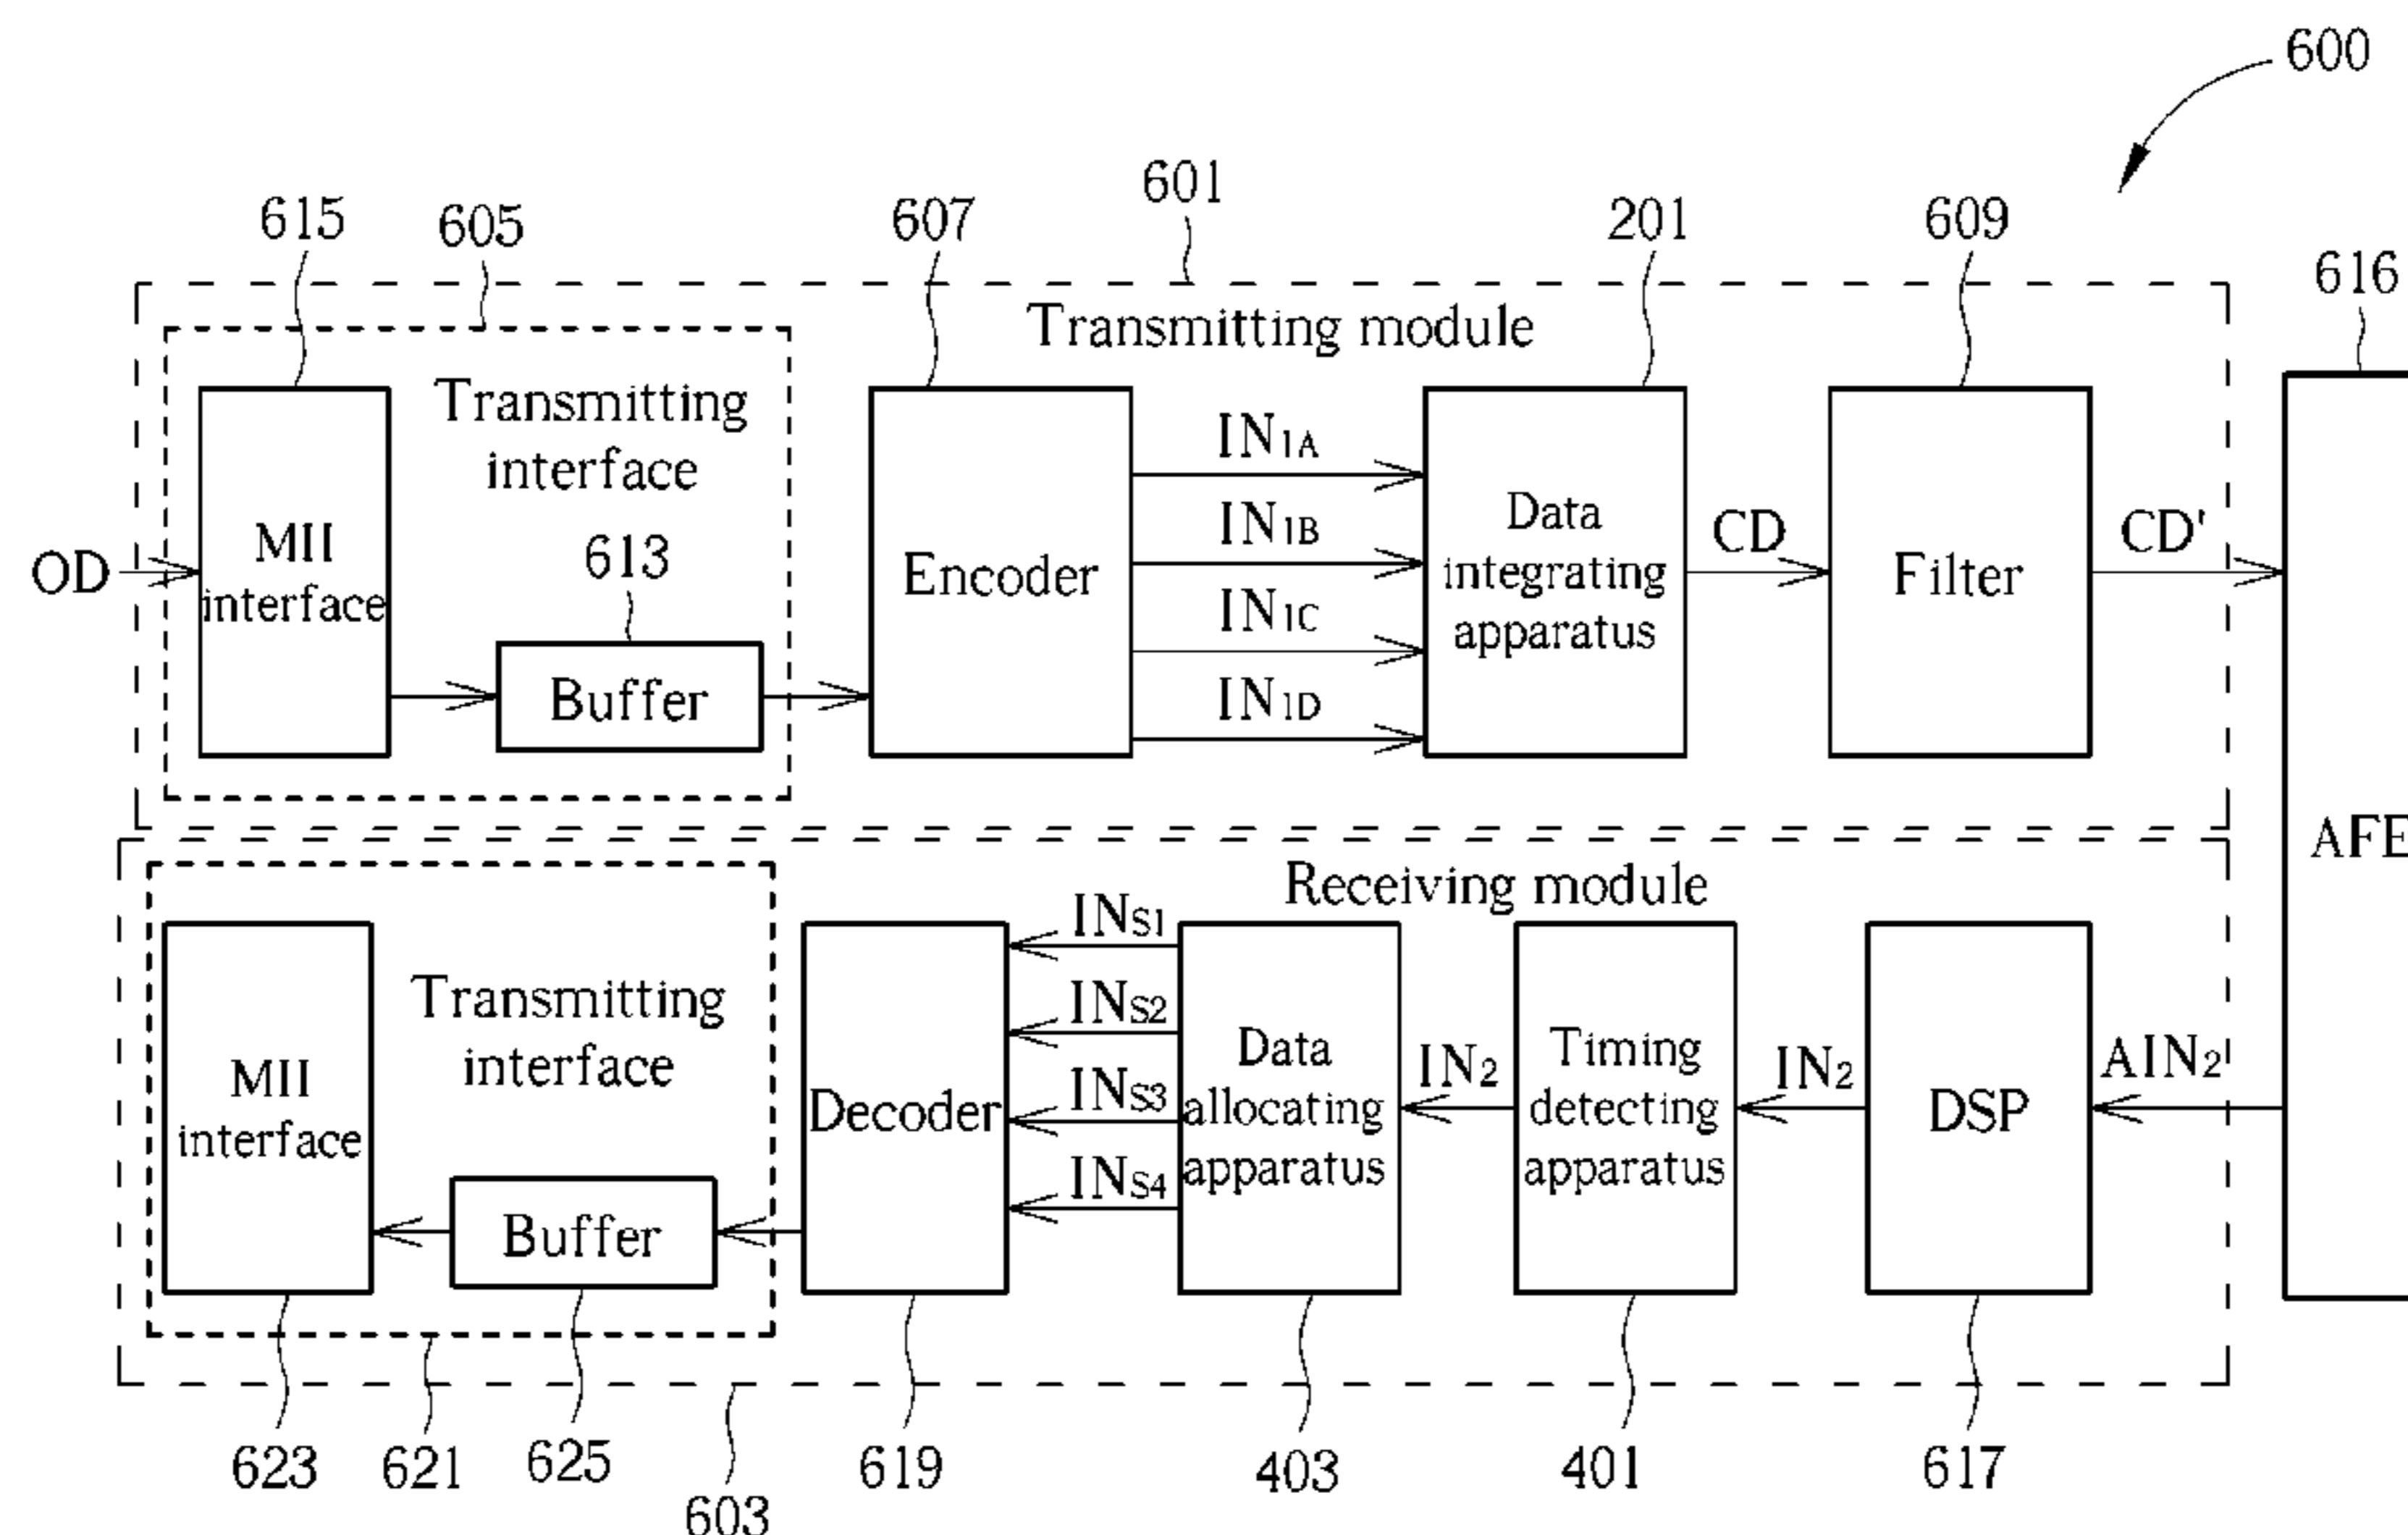 600
601
615
605
607
201
609
616
Transmitting module
Transmitting
interface
MII
interface
613
Buffer
OD
Encoder
IN1A
IN1B
IN1C
IN1D
Data
integrating
apparatus
CD
Filter
CD'
AFE
Receiving module
Transmitting
interface
MII
interface
Buffer
Decoder
INS1
INS2
INS3
INS4
Data
allocating
apparatus
IN2
Timing
detecting
apparatus
IN2
DSP
AIN2
623
621
625
603
619
403
401
617